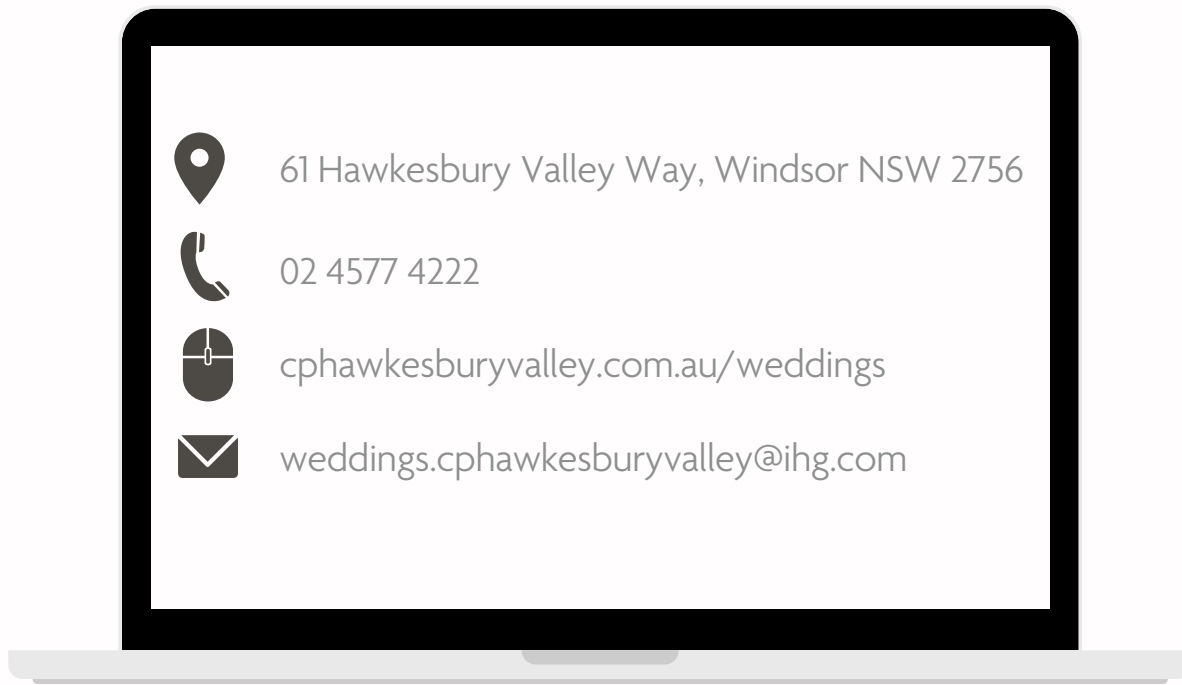 61 Hawkesbury Valley Way, Windsor NSW 2756
02 4577 4222
cphawkesburyvalley.com.au/weddings
weddings.cphawkesburyvalley@ihg.com